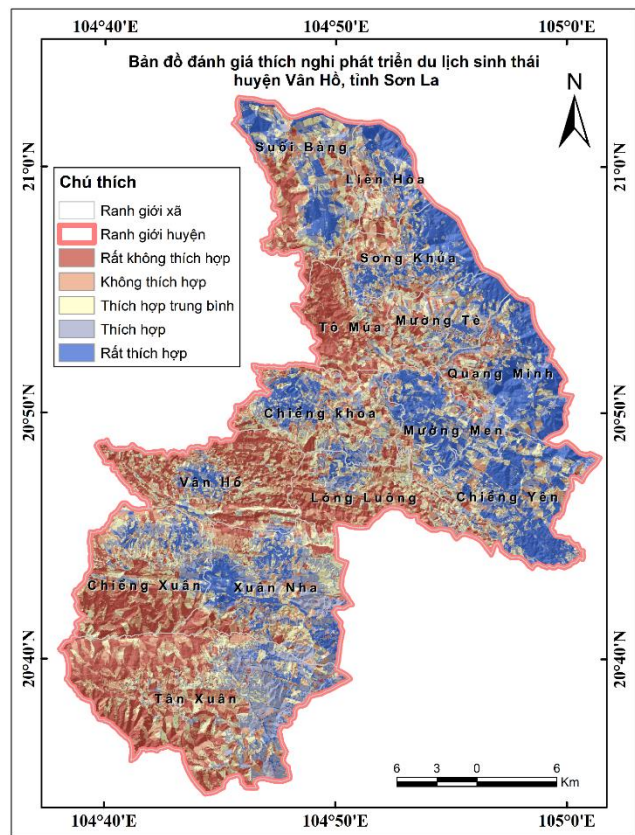 104°40'E
104°50'E
105°0'E
Bản đồ đánh giá thích nghi phát triển du lịch sinh thái
huyện Vân Hồ, tỉnh Sơn La
N
21°0'N
21°0'N
Suối Bàng
Liên Hòa
Chú thích
Ranh giới xã
Ranh giới huyện
Rất không thích hợp
Không thích hợp
Thích hợp trung bình
Thích hợp
Rất thích hợp
Song Khủa
Tô Múa
Mường Tè
Quang Minh
20°50'N
20°50'N
Chiềng khoa
Mường Men
Vân Hồ
Lóng Luông
Chiềng Yên
Chiềng Xuân
Xuân Nha
20°40'N
20°40'N
Tân Xuân
6 3 0 6
Km
104°40'E
104°50'E
105°0'E